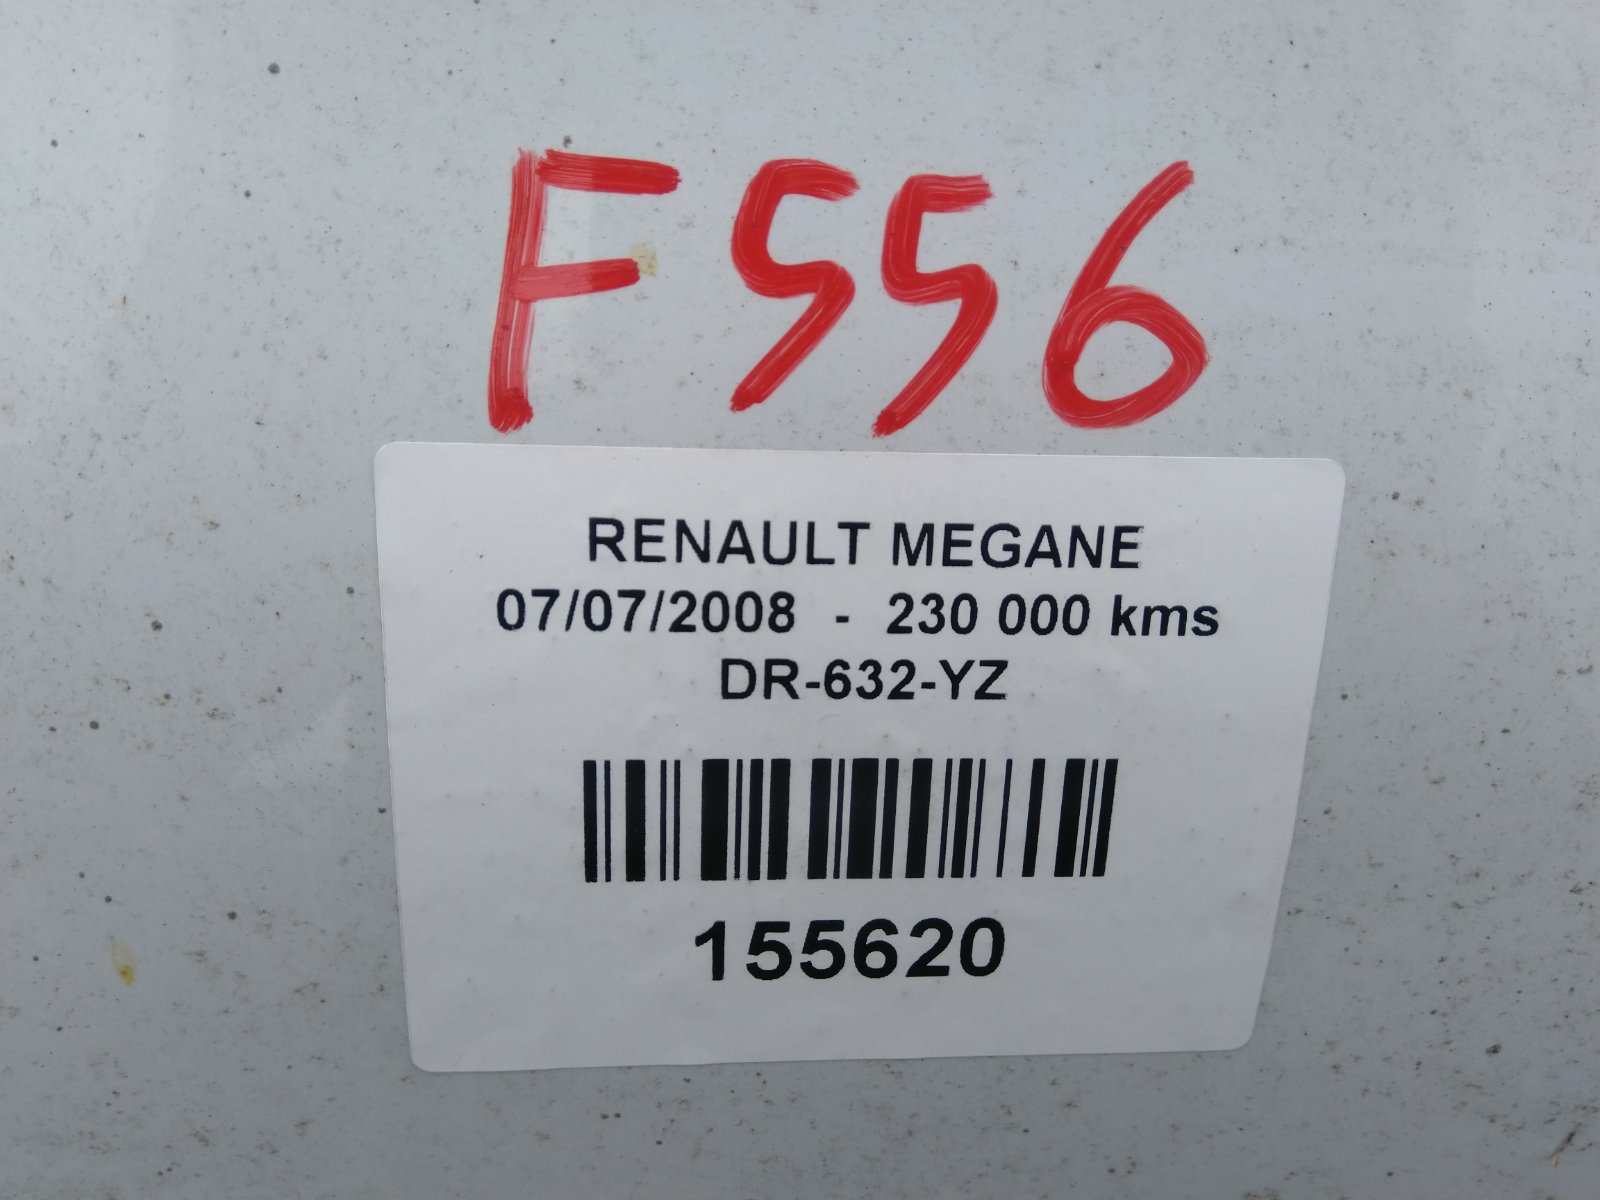 F556
RENAULT MEGANE
07/07/2008 - 230 000 kms
DR-632-YZ
155620